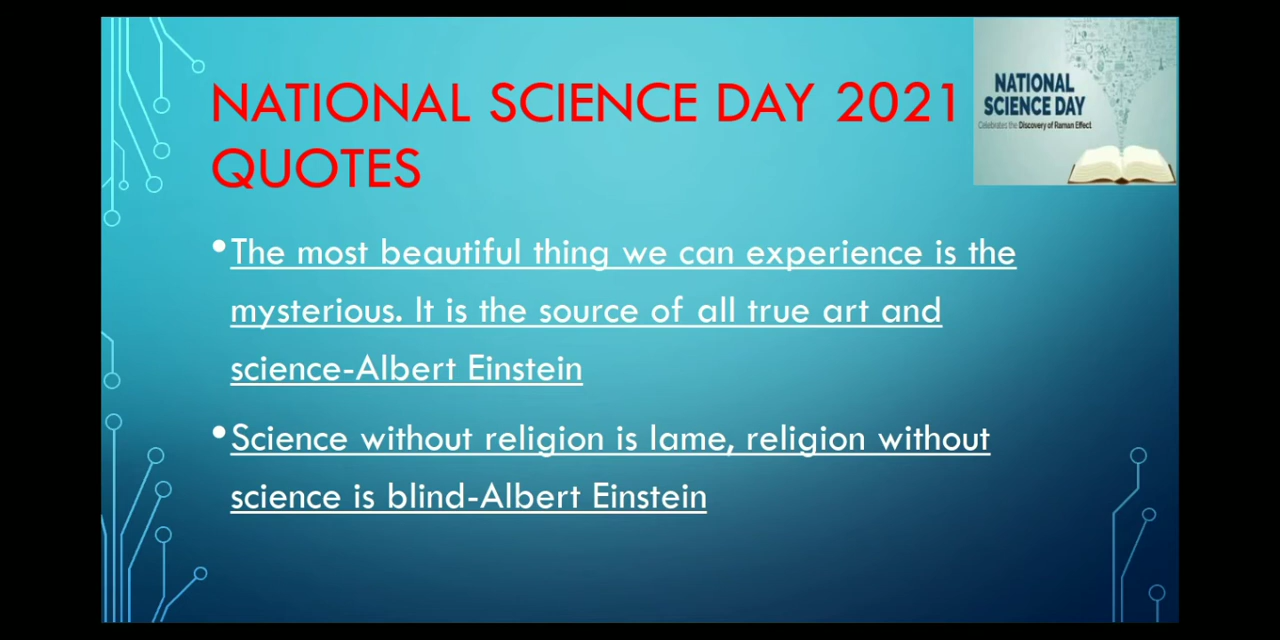 NATIONAL SCIENCE DAY 2021
QUOTES
NATIONAL
SCIENCE DAY
Celebrates the Discovery of Raman Effect
•The most beautiful thing we can experience is the
mysterious. It is the source of all true art and
science-Albert Einstein
•Science without religion is lame, religion without
science is blind-Albert Einstein